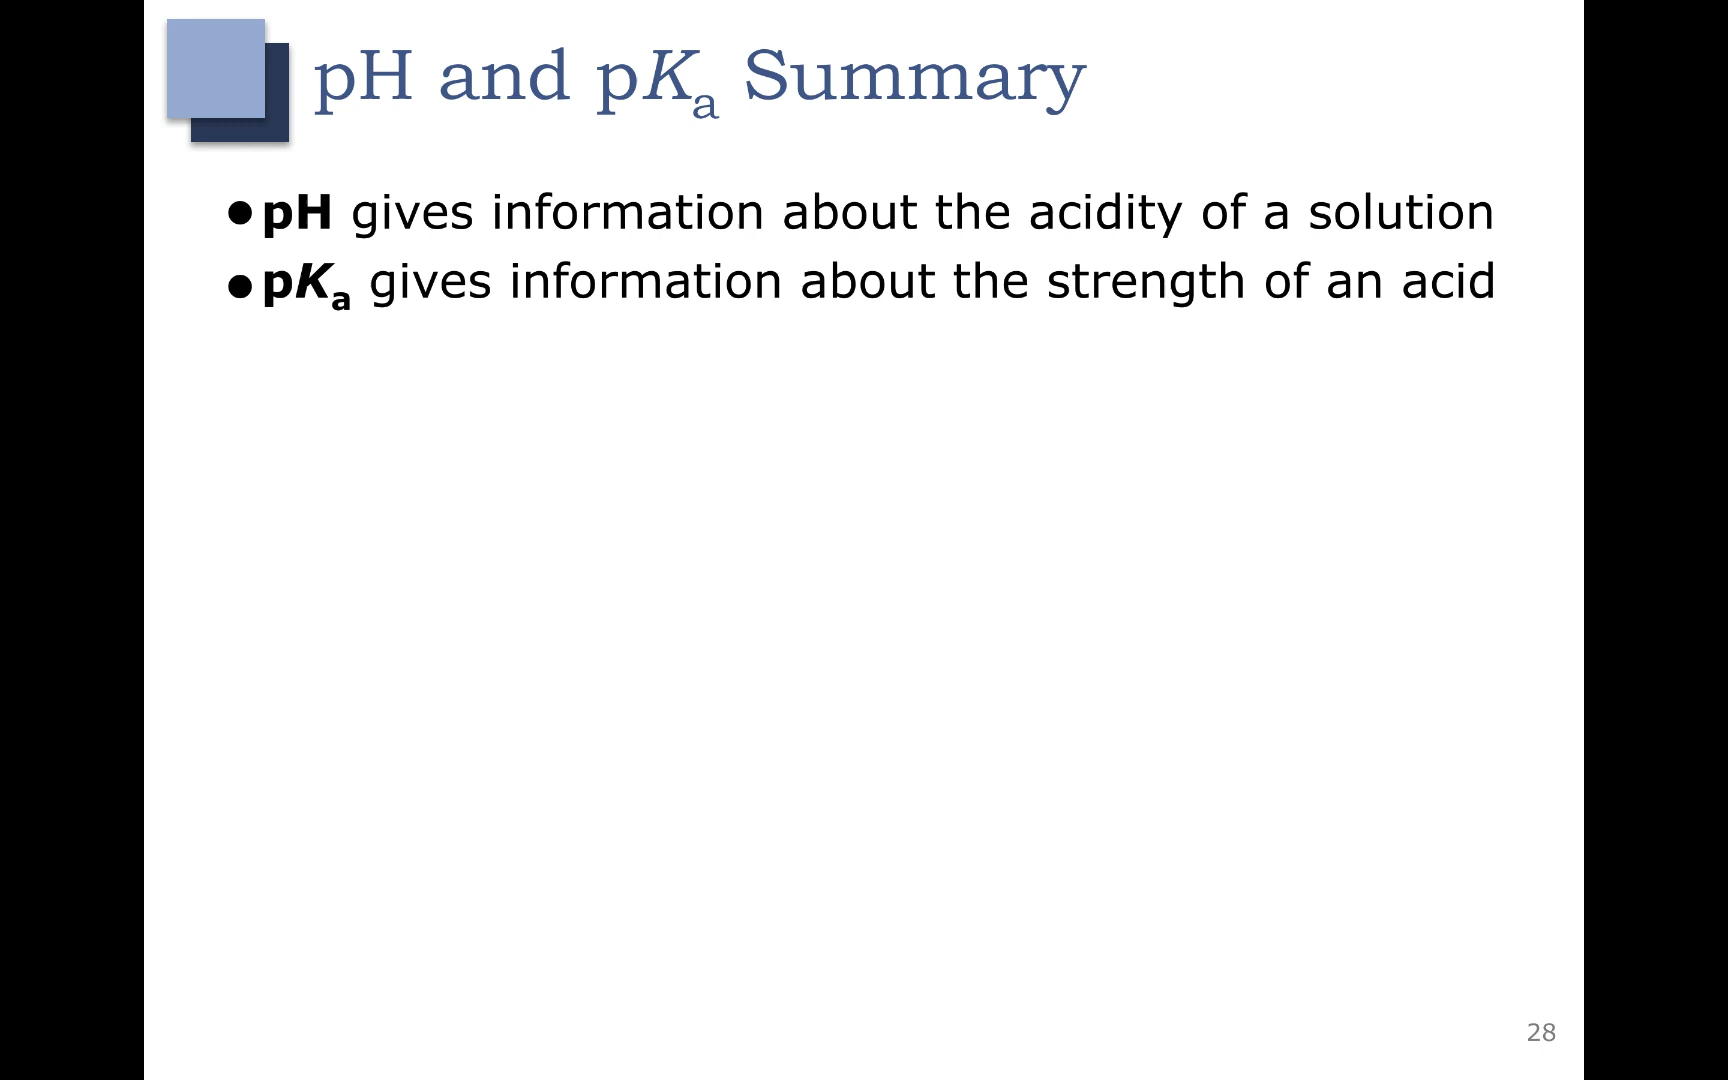 pH and pKa Summary
● pH gives information about the acidity of a solution
● pKa gives information about the strength of an acid
28